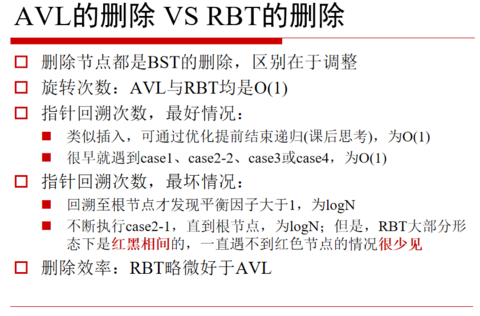 AVL的删除 VS RBT的删除
删除节点都是BST的删除，区别在于调整
旋转次数：AVL与RBT均是O(1)
指针回溯次数，最好情况：
类似插入，可通过优化提前结束递归(课后思考)，为O(1)
很早就遇到case1、case2-2、case3或case4，为O(1)
指针回溯次数，最坏情况：
回溯至根节点才发现平衡因子大于1，为logN
不断执行case2-1，直到根节点，为logN；但是，RBT大部分形
态下是红黑相间的，一直遇不到红色节点的情况很少见
删除效率：RBT略微好于AVL